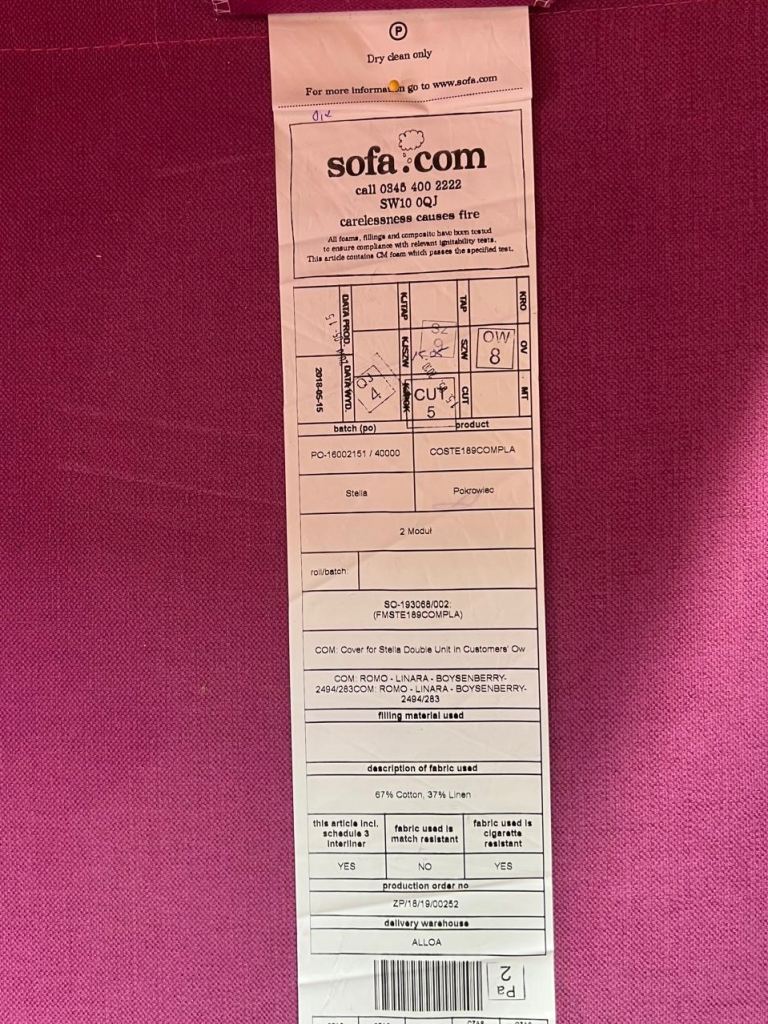 P
Dry clean only
For more information go to www.sofa.com
sofa.com
call 0345 400 2222
SW10 0QJ
carelessness causes fire
All foams, fillings and composite have been tested
to ensure compliance with relevant ignitability tests.
This article contains CM foam which passes the specified test.
KRO OV MT
TAP SZW CUT
KJTAP KJSZW
DATA PROD. DATA WYD.
2018-05-15
OW
8
CUT
5
QJ
4
batch (po) product
PO-16002151 / 40000 COSTE189COMPLA
Stella Pokrowiec
2 Moduł
roll/batch:
SO-193068/002:
(FMSTE189COMPLA)
COM: Cover for Stella Double Unit in Customers' Ow
COM: ROMO - LINARA - BOYSENBERRY-
2494/283COM: ROMO - LINARA - BOYSENBERRY-
2494/283
filling material used
description of fabric used
67% Cotton, 37% Linen
this article incl.
schedule 3
interliner
fabric used is
match resistant
fabric used is
cigarette
resistant
YES NO YES
production order no
ZP/18/19/00252
delivery warehouse
ALLOA
Pa
2